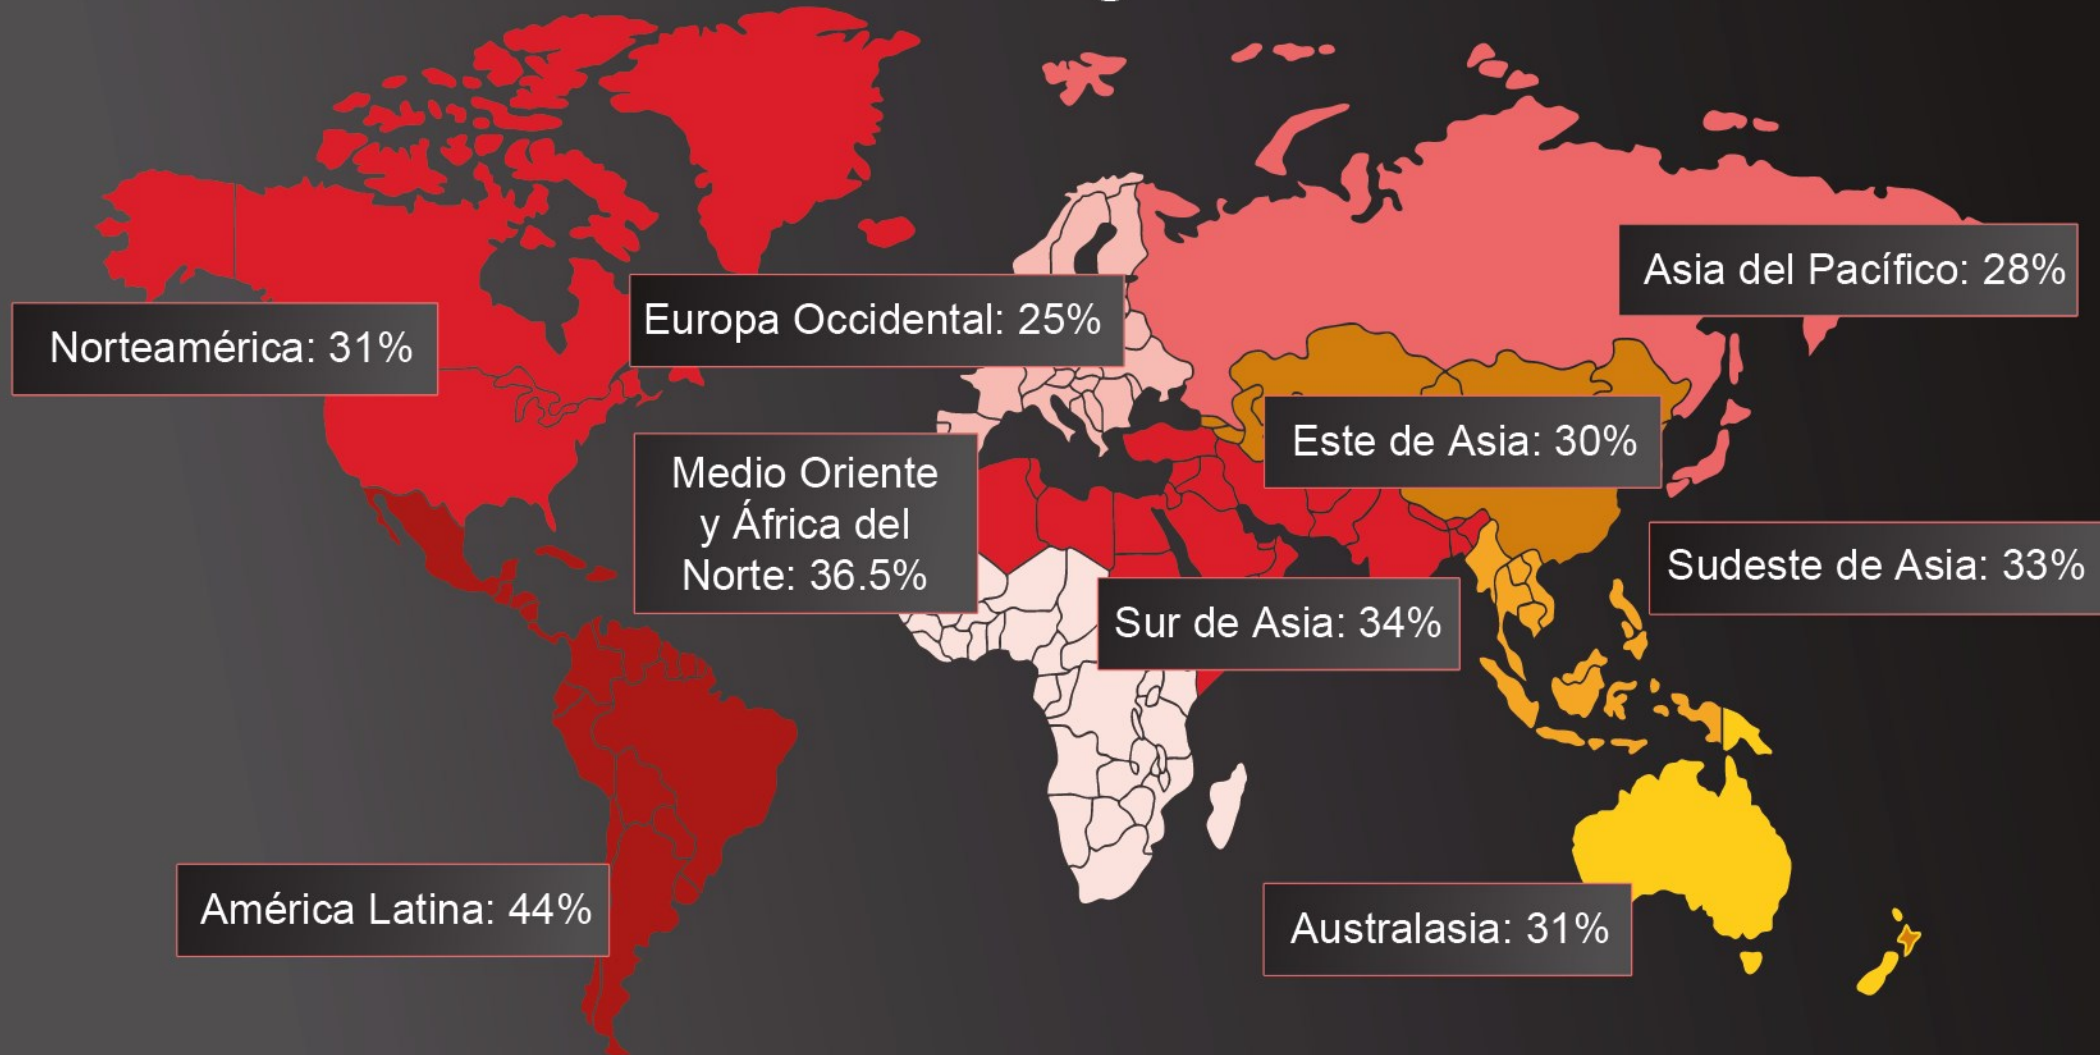 Asia del Pacífico: 28%
Europa Occidental: 25%
Norteamérica: 31%
Este de Asia: 30%
Medio Oriente
y África del
Norte: 36.5%
Sudeste de Asia: 33%
Sur de Asia: 34%
América Latina: 44%
Australasia: 31%